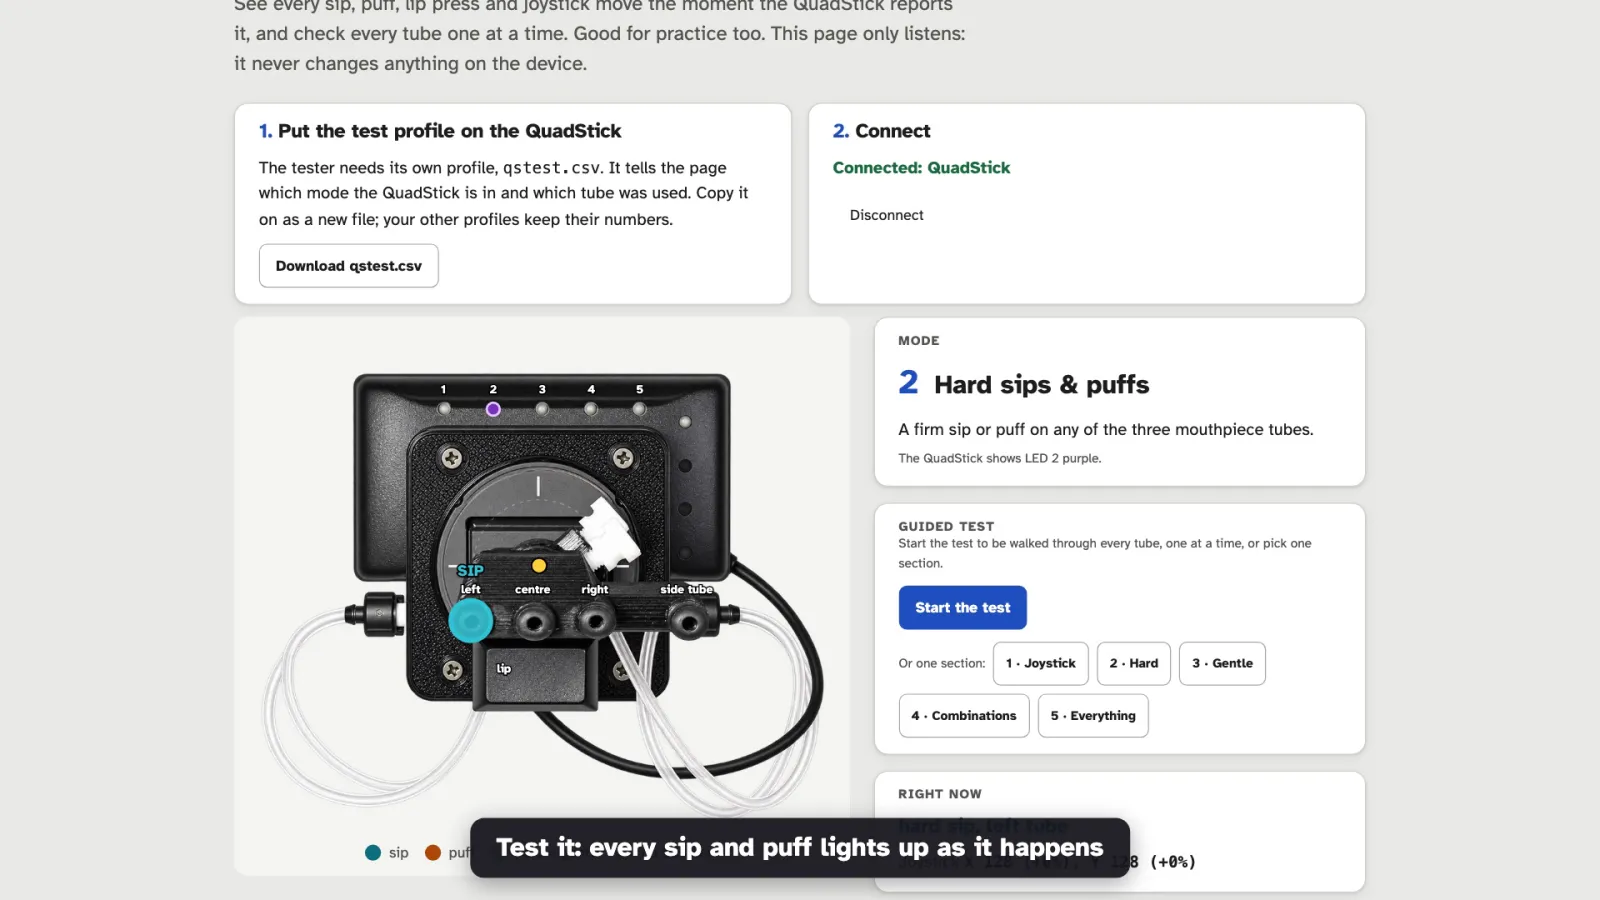 See every sip, puff, lip press and joystick move the moment the QuadStick reports
it, and check every tube one at a time. Good for practice too. This page only listens:
it never changes anything on the device.
1. Put the test profile on the QuadStick
The tester needs its own profile, qstest.csv. It tells the page
which mode the QuadStick is in and which tube was used. Copy it
on as a new file; your other profiles keep their numbers.
Download qstest.csv
2. Connect
Connected: QuadStick
Disconnect
1 2 3 4 5
SIP
left centre right side tube
lip
sip puff
MODE
2 Hard sips & puffs
A firm sip or puff on any of the three mouthpiece tubes.
The QuadStick shows LED 2 purple.
GUIDED TEST
Start the test to be walked through every tube, one at a time, or pick one
section.
Start the test
Or one section: 1 · Joystick 2 · Hard 3 · Gentle
4 · Combinations 5 · Everything
RIGHT NOW
hard sip, left tube
128 (+0%)
Test it: every sip and puff lights up as it happens